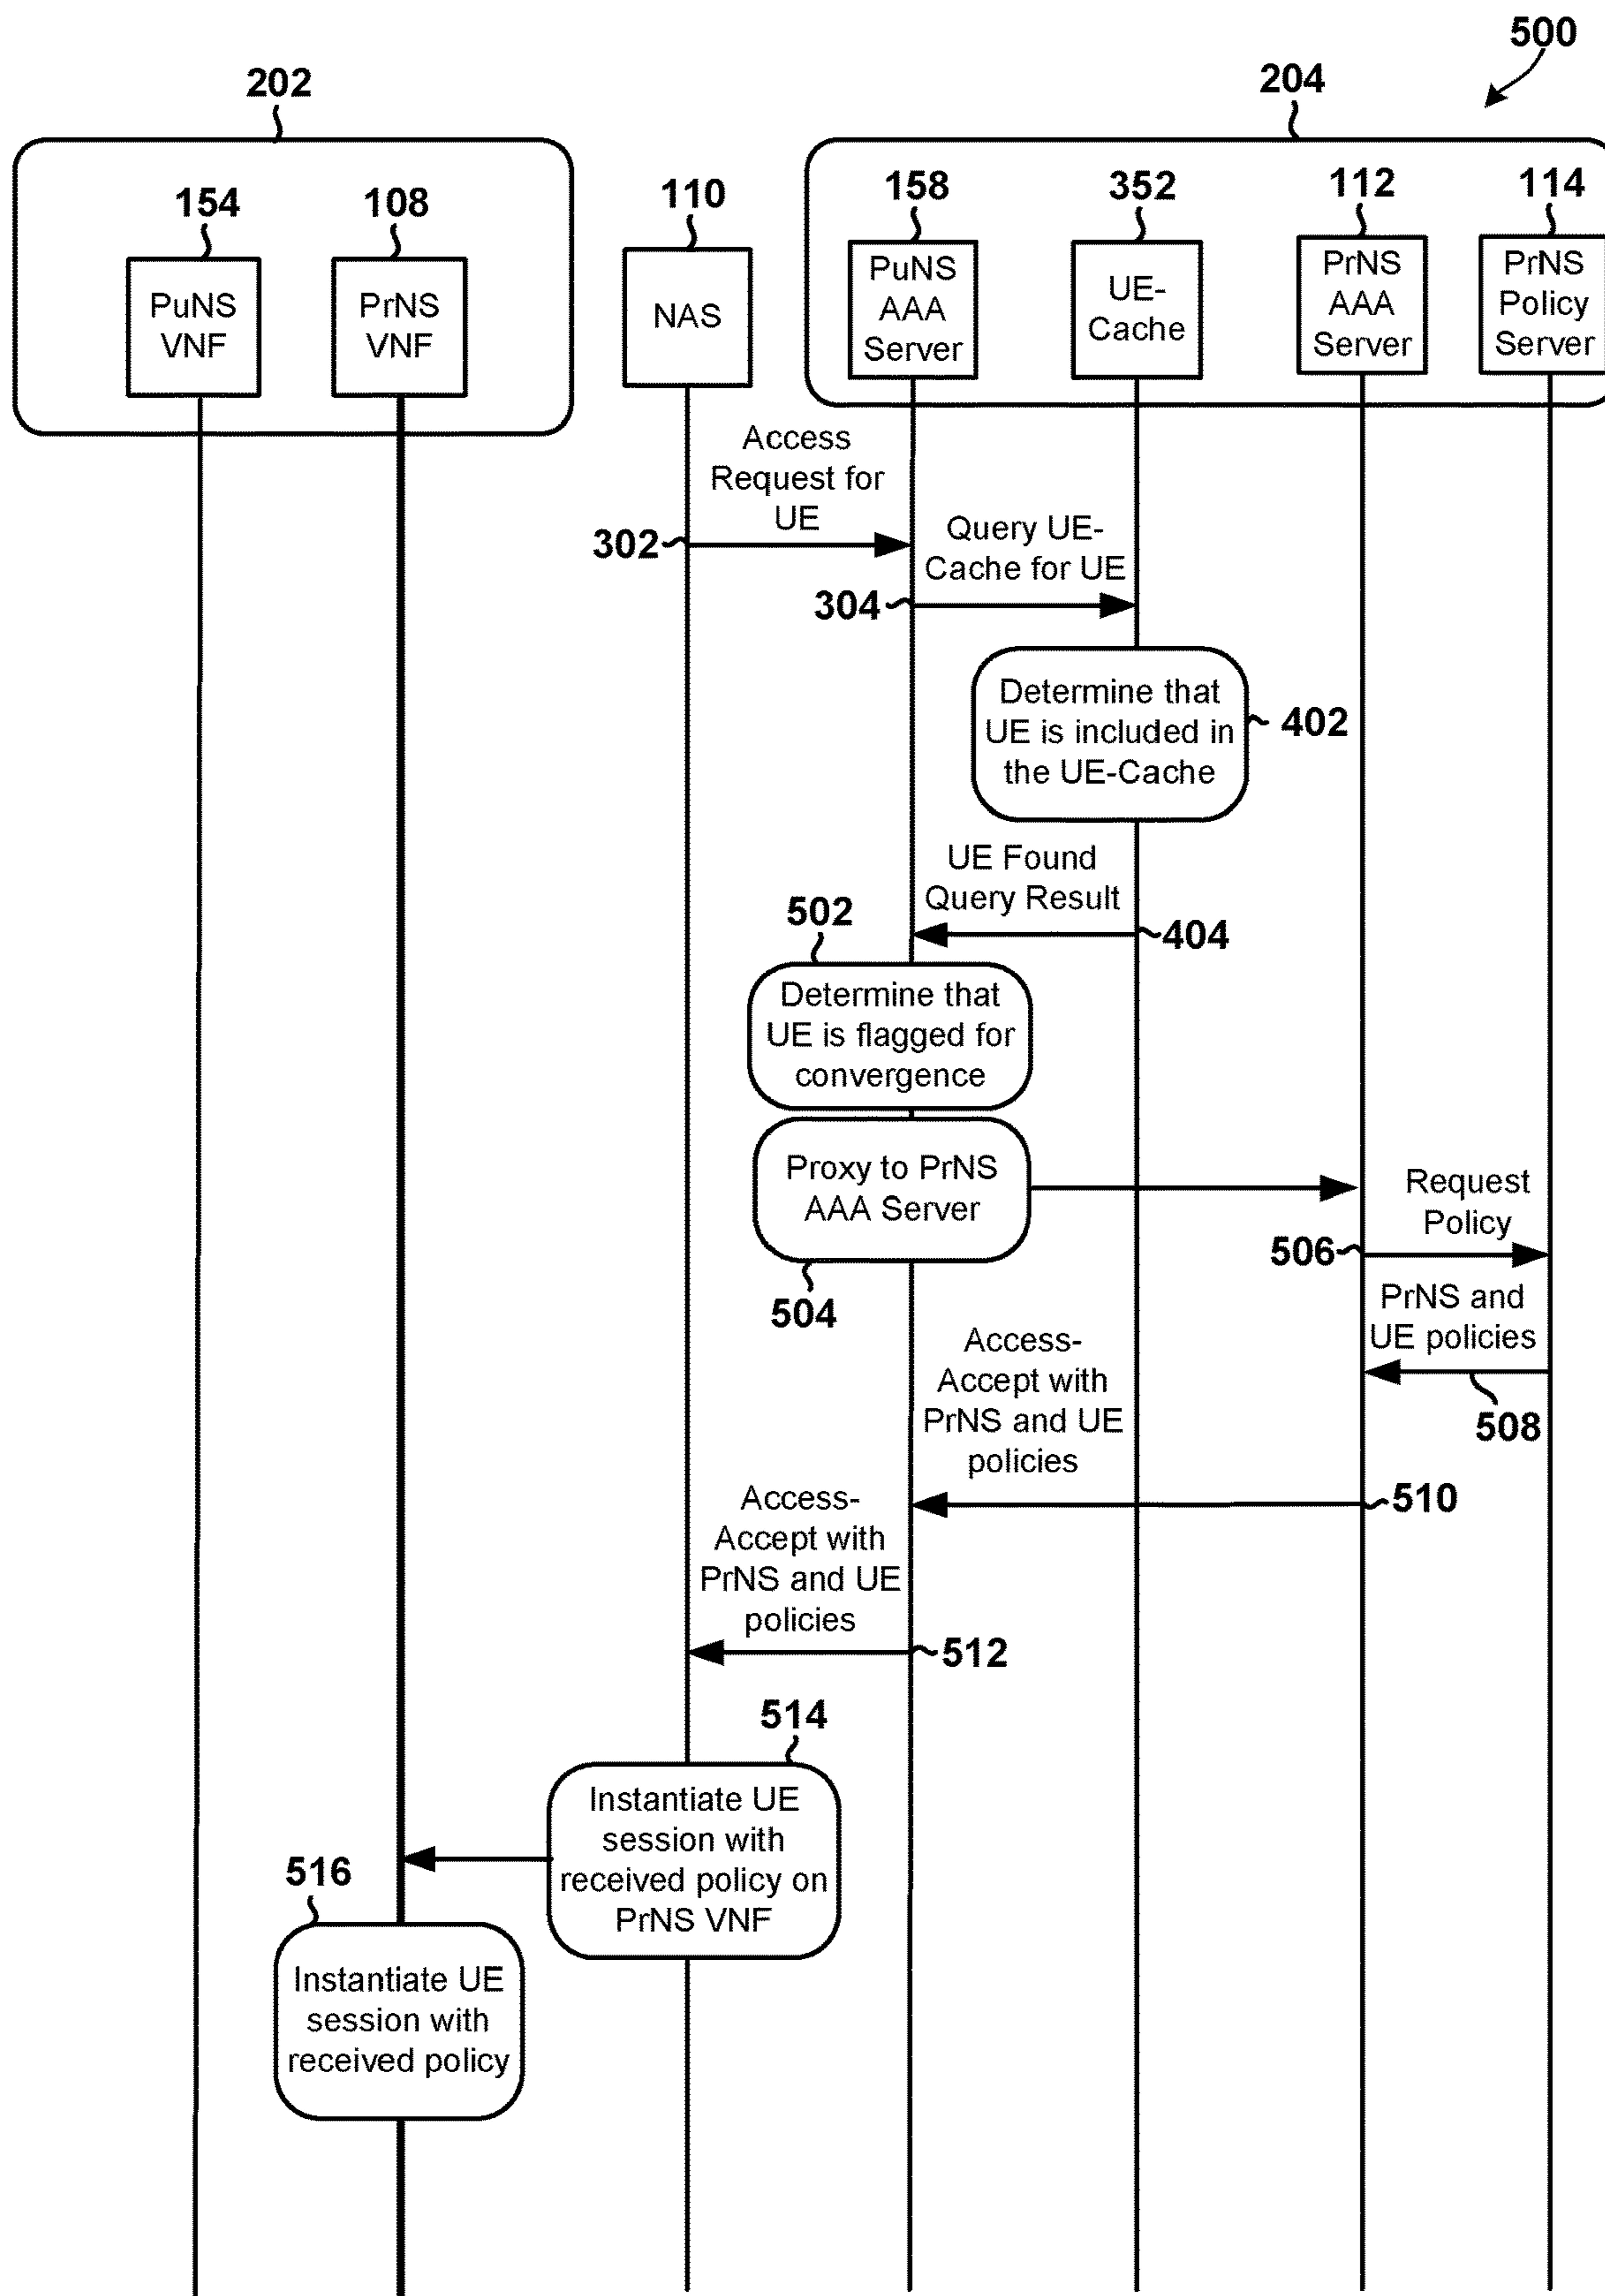 500
202
204
154
108
110
158
352
112
114
PuNS
VNF
PrNS
VNF
NAS
PuNS
AAA
Server
UE-
Cache
PrNS
AAA
Server
PrNS
Policy
Server
Access
Request for
UE
302
Query UE-
Cache for UE
304
Determine that
UE is included in
the UE-Cache
402
UE Found
Query Result
404
502
Determine that
UE is flagged for
convergence
Proxy to PrNS
AAA Server
504
Request
Policy
506
PrNS and
UE policies
508
Access-
Accept with
PrNS and UE
policies
510
Access-
Accept with
PrNS and UE
policies
512
514
Instantiate UE
session with
received policy on
PrNS VNF
516
Instantiate UE
session with
received policy